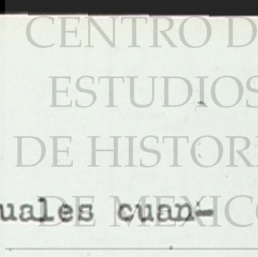 CENTRO D
ESTUDIOS
DE HISTOR
DE MEXIC
uales cuan-